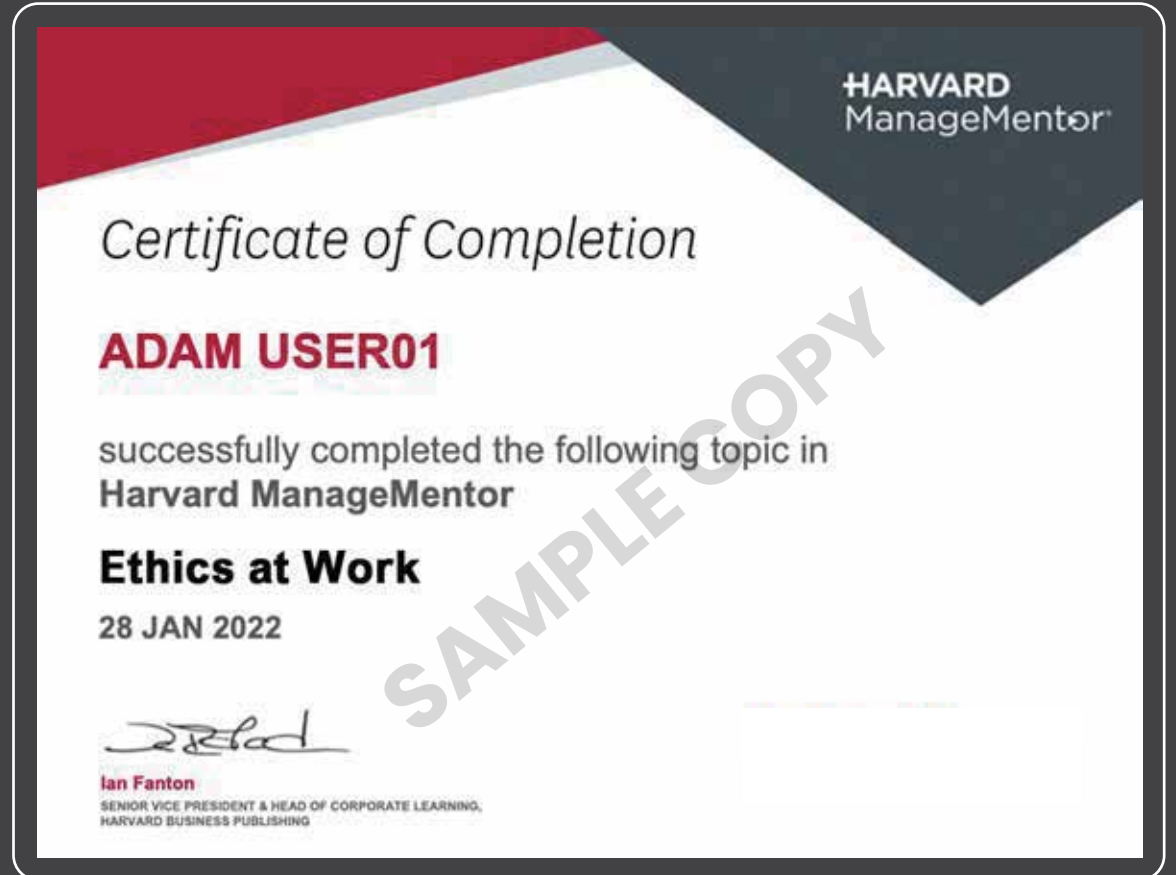 HARVARD
ManageMentor®
Certificate of Completion
ADAM USER01
successfully completed the following topic in
Harvard ManageMentor
Ethics at Work
28 JAN 2022
SAMPLE COPY
Ian Fanton
SENIOR VICE PRESIDENT & HEAD OF CORPORATE LEARNING,
HARVARD BUSINESS PUBLISHING